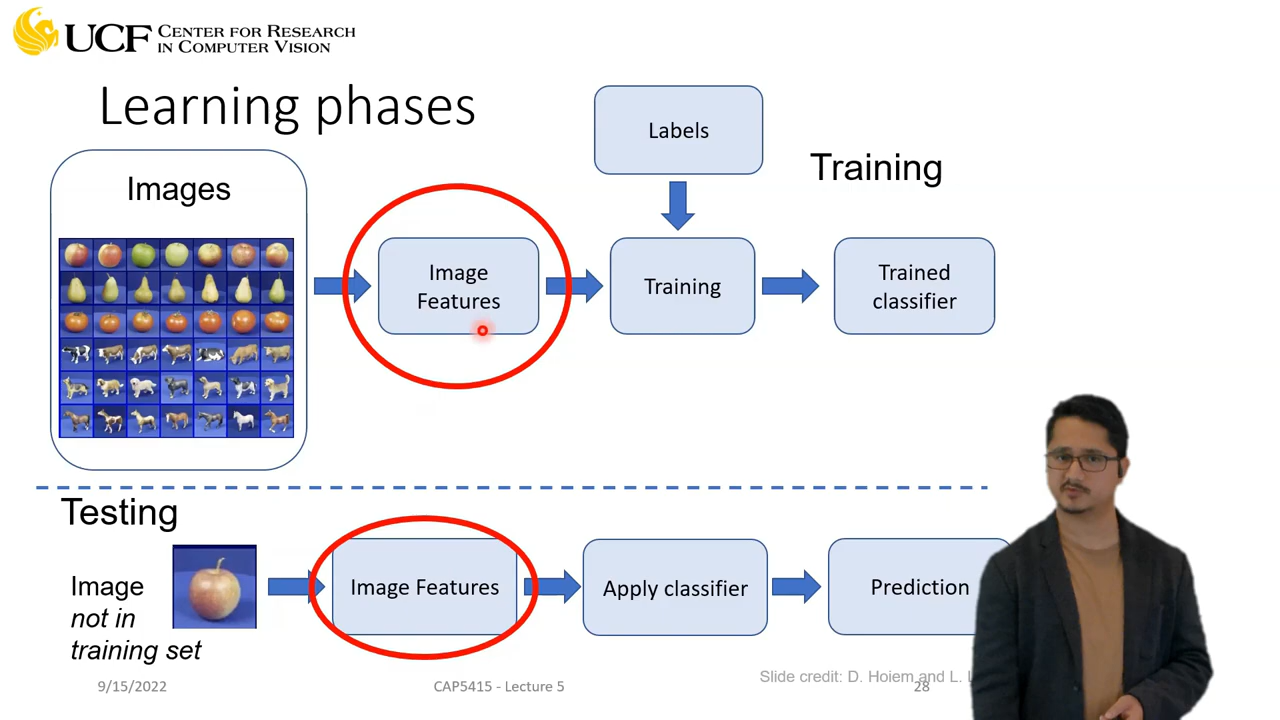 UCF CENTER FOR RESEARCH
IN COMPUTER VISION
Learning phases
Labels
Training
Images
Image
Features
Training
Trained
classifier
Testing
Image
not in
training set
Image Features
Apply classifier
Prediction
9/15/2022
CAP5415 - Lecture 5
Slide credit: D. Hoiem and L.
28